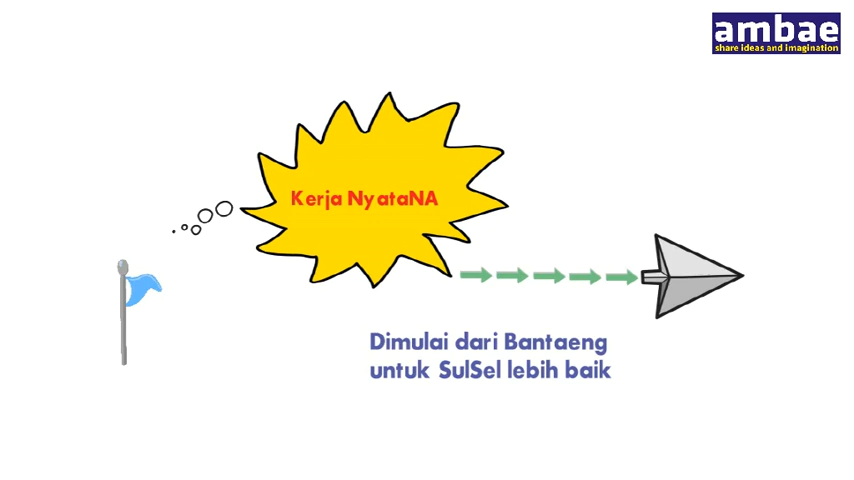 ambae
share ideas and imagination
Kerja NyataNA
Dimulai dari Bantaeng
untuk SulSel lebih baik